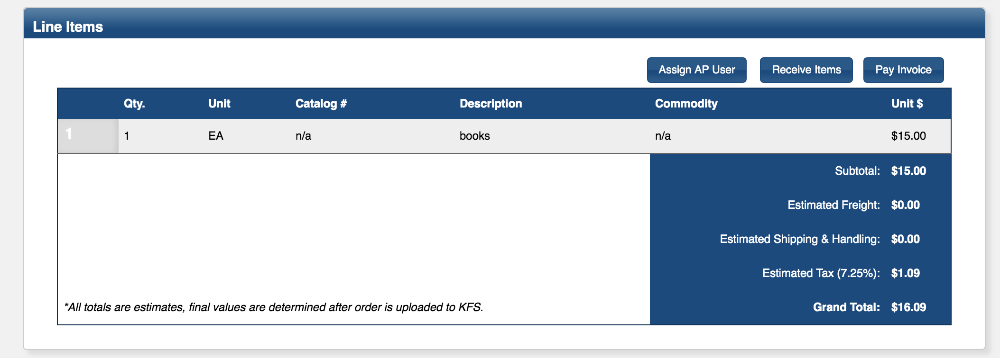 Line Items
Assign AP User Receive Items Pay Invoice
Qty. Unit Catalog # Description Commodity Unit $
1 1 EA n/a books n/a $15.00
Subtotal: $15.00
Estimated Freight: $0.00
Estimated Shipping & Handling: $0.00
Estimated Tax (7.25%): $1.09
*All totals are estimates, final values are determined after order is uploaded to KFS. Grand Total: $16.09